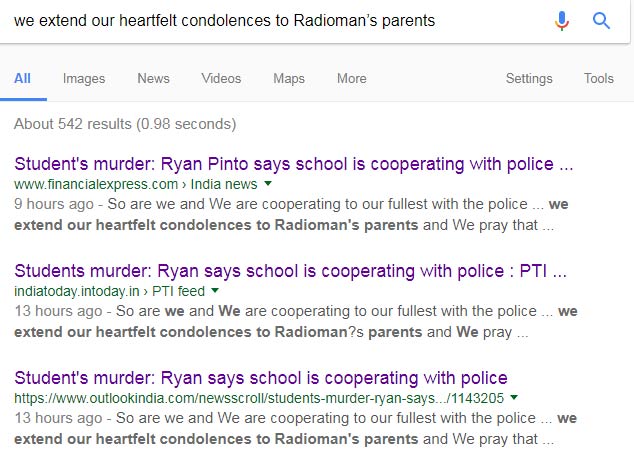 we extend our heartfelt condolences to Radioman’s parents
All Images News Videos Maps More Settings Tools
About 542 results (0.98 seconds)
Student's murder: Ryan Pinto says school is cooperating with police ...
www.financialexpress.com › India news
9 hours ago - So are we and We are cooperating to our fullest with the police ... we
extend our heartfelt condolences to Radioman's parents and We pray that ...
Students murder: Ryan says school is cooperating with police : PTI ...
indiatoday.intoday.in › PTI feed
13 hours ago - So are we and We are cooperating to our fullest with the police ... we
extend our heartfelt condolences to Radioman?s parents and We pray ...
Student's murder: Ryan says school is cooperating with police
https://www.outlookindia.com/newsscroll/students-murder-ryan-says.../1143205
13 hours ago - So are we and We are cooperating to our fullest with the police ... we
extend our heartfelt condolences to Radioman's parents and We pray that ...